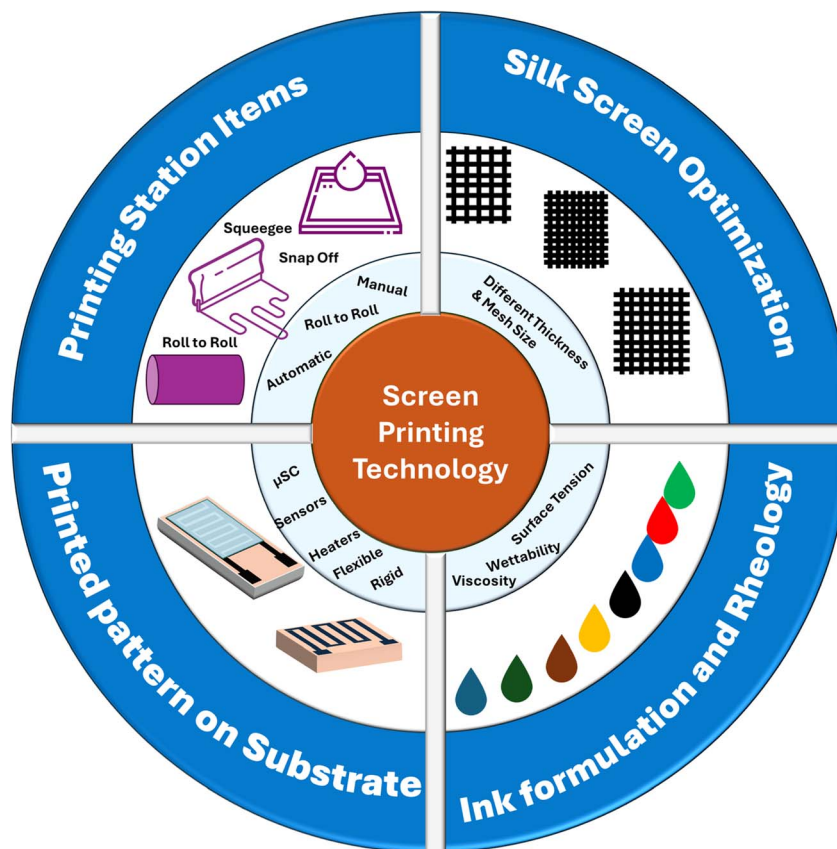 Printing Station Items
Silk Screen Optimization
Squeegee
Snap Off
Roll to Roll
Manual
Roll to Roll
Automatic
Different Thickness
& Mesh Size
Screen
Printing
Technology
µSC
Sensors
Heaters
Flexible
Rigid
Surface Tension
Wettability
Viscosity
Printed pattern on Substrate
Ink formulation and Rheology